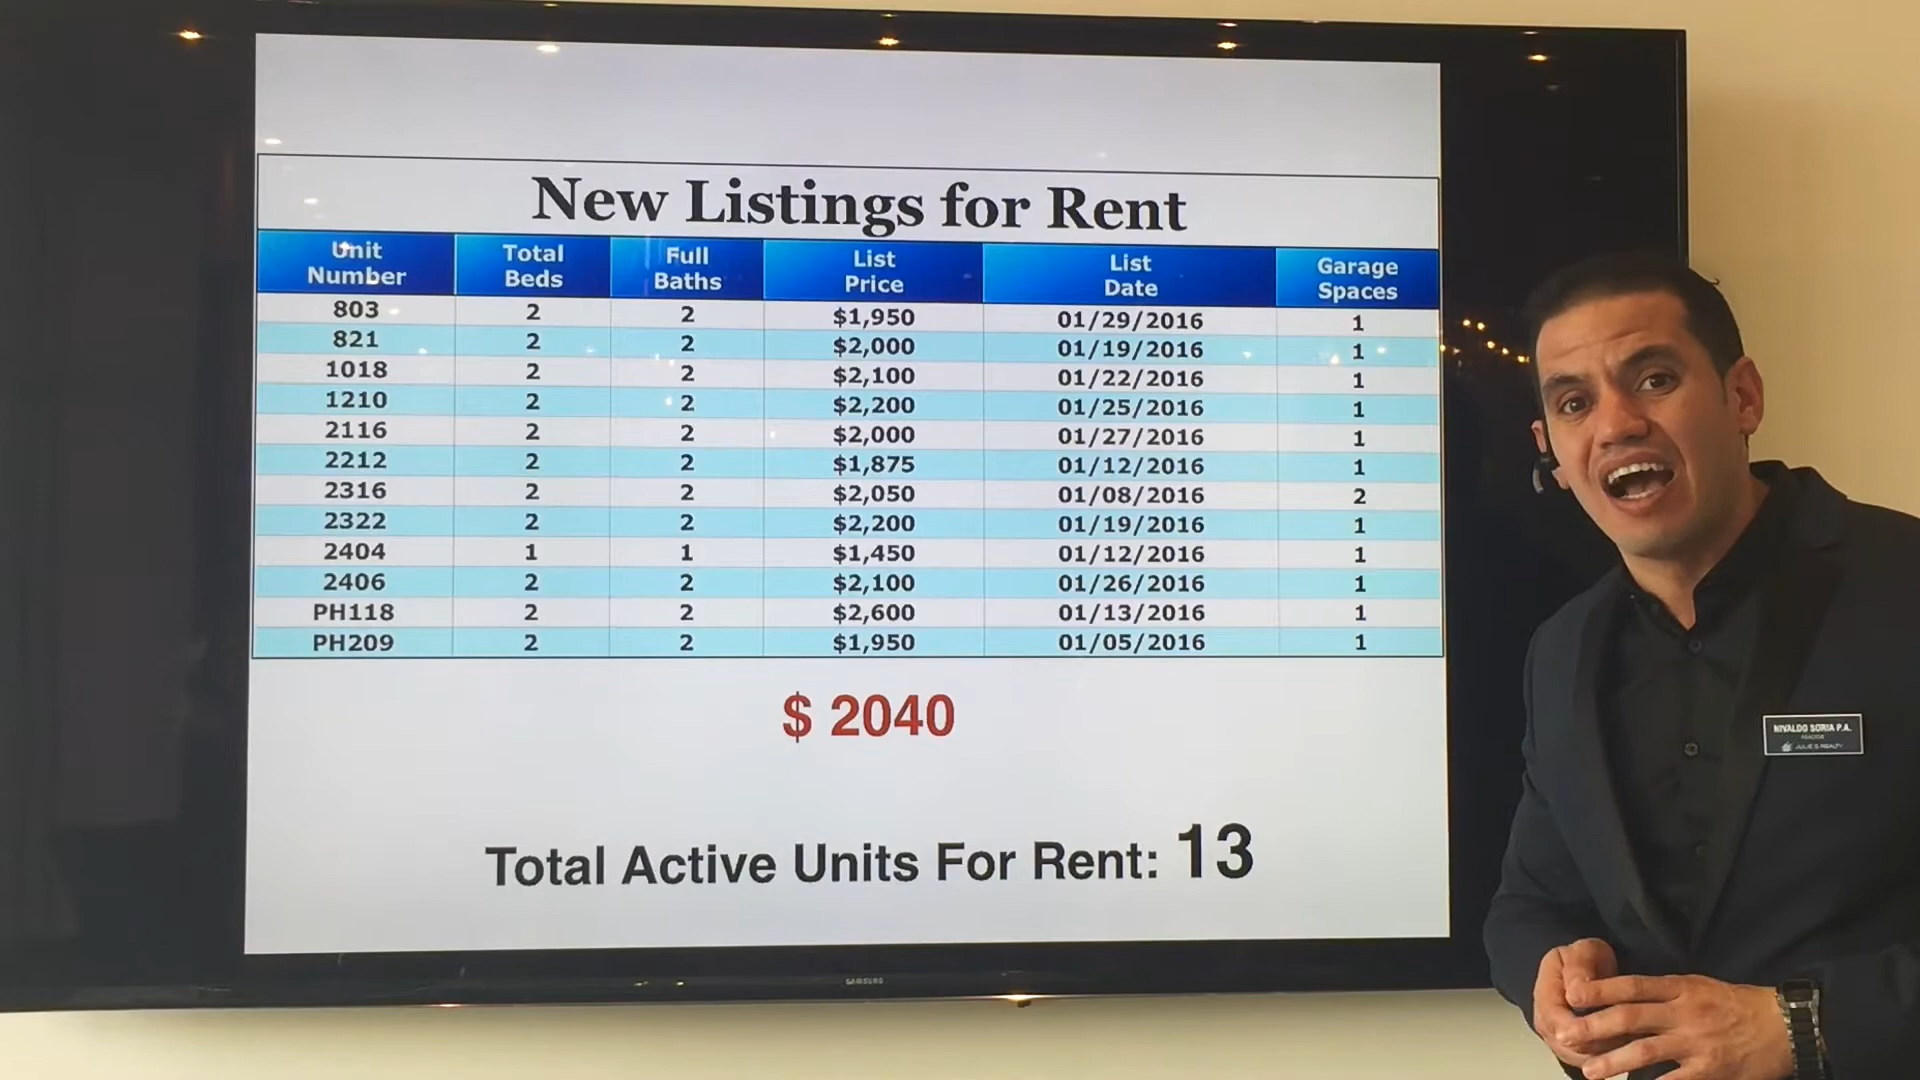 New Listings for Rent
Unit Number Total Beds Full Baths List Price List Date Garage Spaces
803 2 2 $1,950 01/29/2016 1
821 2 2 $2,000 01/19/2016 1
1018 2 2 $2,100 01/22/2016 1
1210 2 2 $2,200 01/25/2016 1
2116 2 2 $2,000 01/27/2016 1
2212 2 2 $1,875 01/12/2016 1
2316 2 2 $2,050 01/08/2016 2
2322 2 2 $2,200 01/19/2016 1
2404 1 1 $1,450 01/12/2016 1
2406 2 2 $2,100 01/26/2016 1
PH118 2 2 $2,600 01/13/2016 1
PH209 2 2 $1,950 01/05/2016 1
$ 2040
Total Active Units For Rent: 13
NIVALDO SORIA P.A.
REALTOR
JULIE S REALTY
SAMSUNG